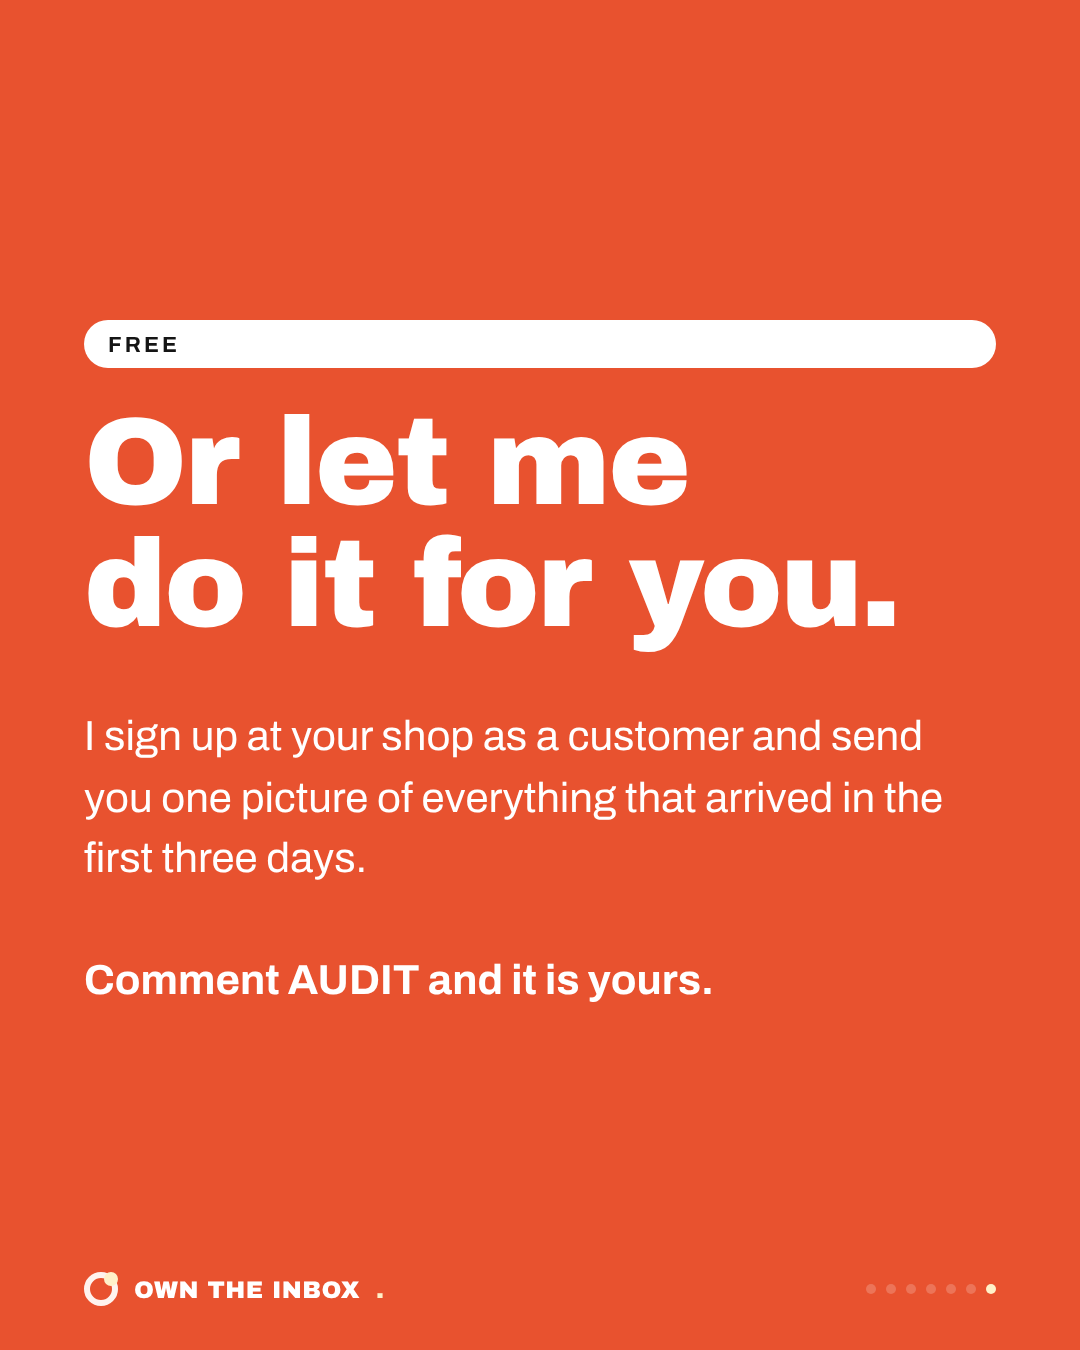 FREE
Or let me
do it for you.
I sign up at your shop as a customer and send
you one picture of everything that arrived in the
first three days.
Comment AUDIT and it is yours.
OWN THE INBOX .